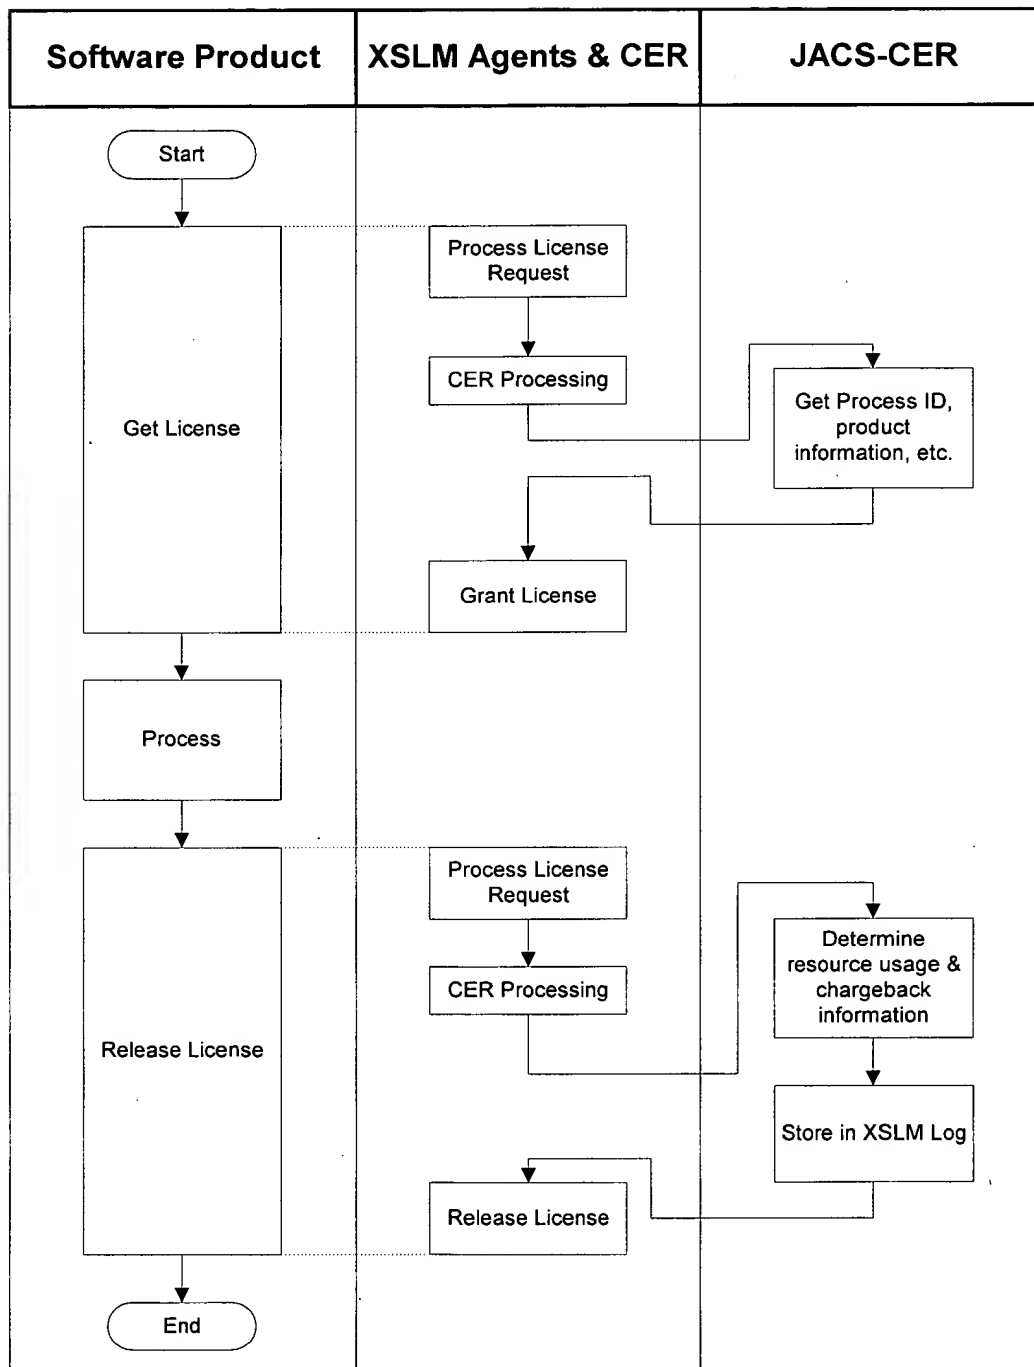 Software Product
XSLM Agents & CER
JACS-CER
Start
Process License
Request
CER Processing
Get Process ID,
product
information, etc.
Get License
Grant License
Process
Process License
Request
Determine
resource usage &
chargeback
information
CER Processing
Release License
Store in XSLM Log
Release License
End